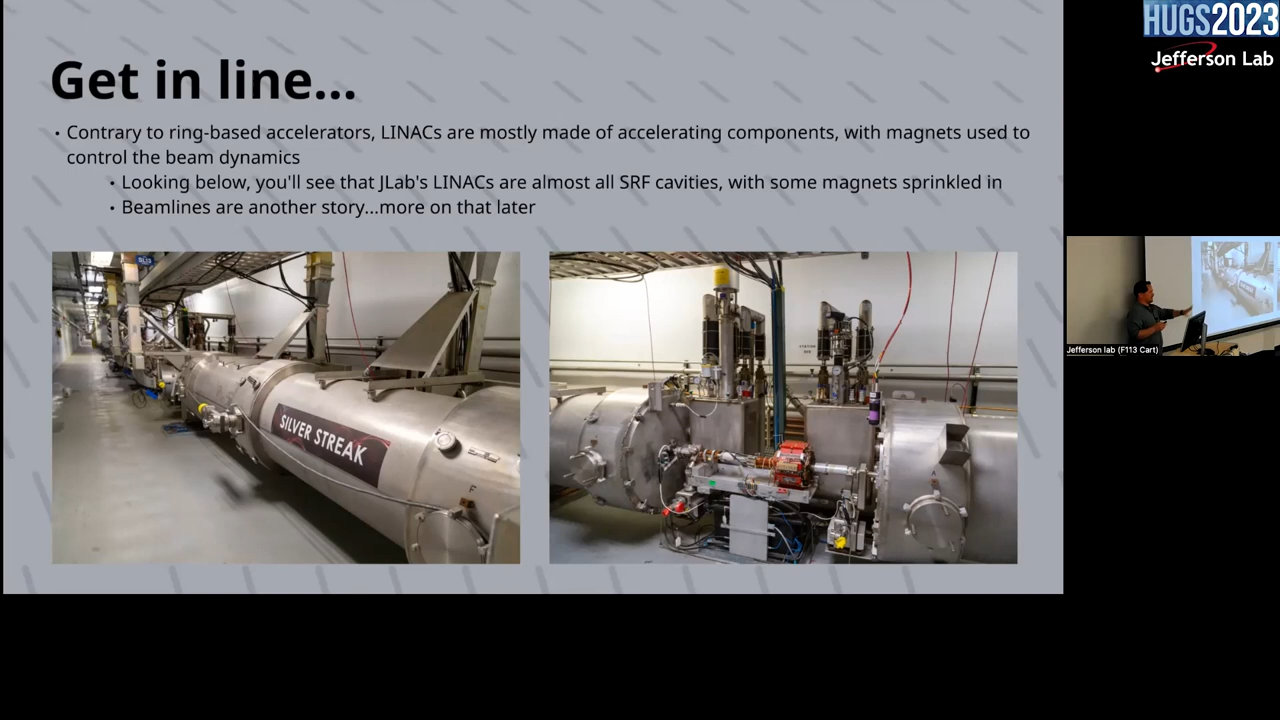 HUGS2023
Jefferson Lab
Get in line...
• Contrary to ring-based accelerators, LINACs are mostly made of accelerating components, with magnets used to
control the beam dynamics
• Looking below, you'll see that JLab's LINACs are almost all SRF cavities, with some magnets sprinkled in
• Beamlines are another story...more on that later
SILVER STREAK
Jefferson lab (F113 Cart)